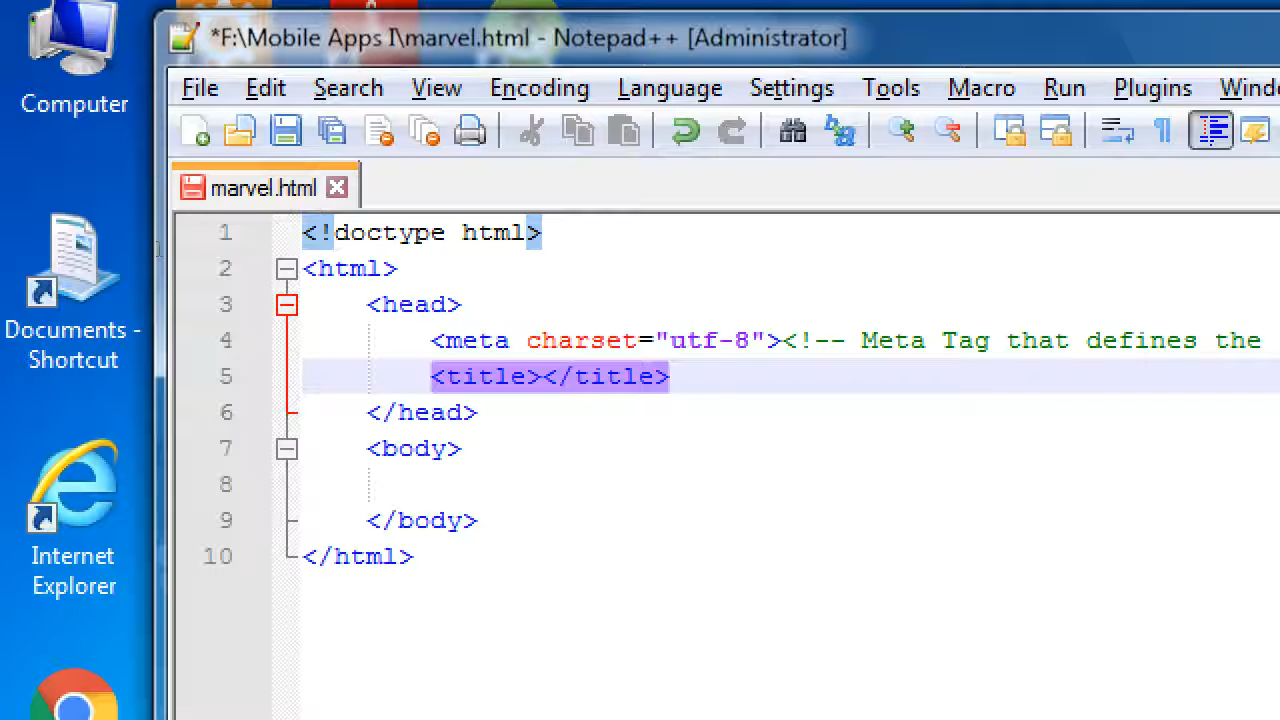 *F:\Mobile Apps I\marvel.html - Notepad++ [Administrator]
File Edit Search View Encoding Language Settings Tools Macro Run Plugins
marvel.html
1 <!doctype html>
2 <html>
3 <head>
4 <meta charset="utf-8"><!-- Meta Tag that defines the
5 <title></title>
6 </head>
7 <body>
8
9 </body>
10 </html>
Computer
Documents -
Shortcut
Internet
Explorer